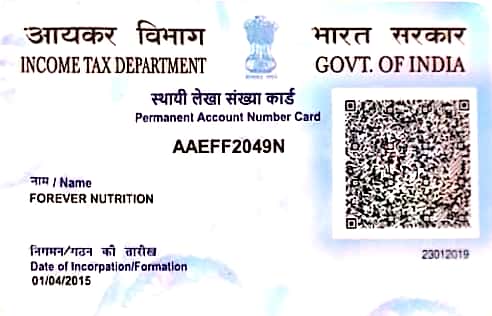 आयकर विभाग
INCOME TAX DEPARTMENT
भारत सरकार
GOVT. OF INDIA
स्थायी लेखा संख्या कार्ड
Permanent Account Number Card
AAEFF2049N
नाम / Name
FOREVER NUTRITION
निगमन/गठन की तारीख
Date of Incorpation/Formation
01/04/2015
23012019